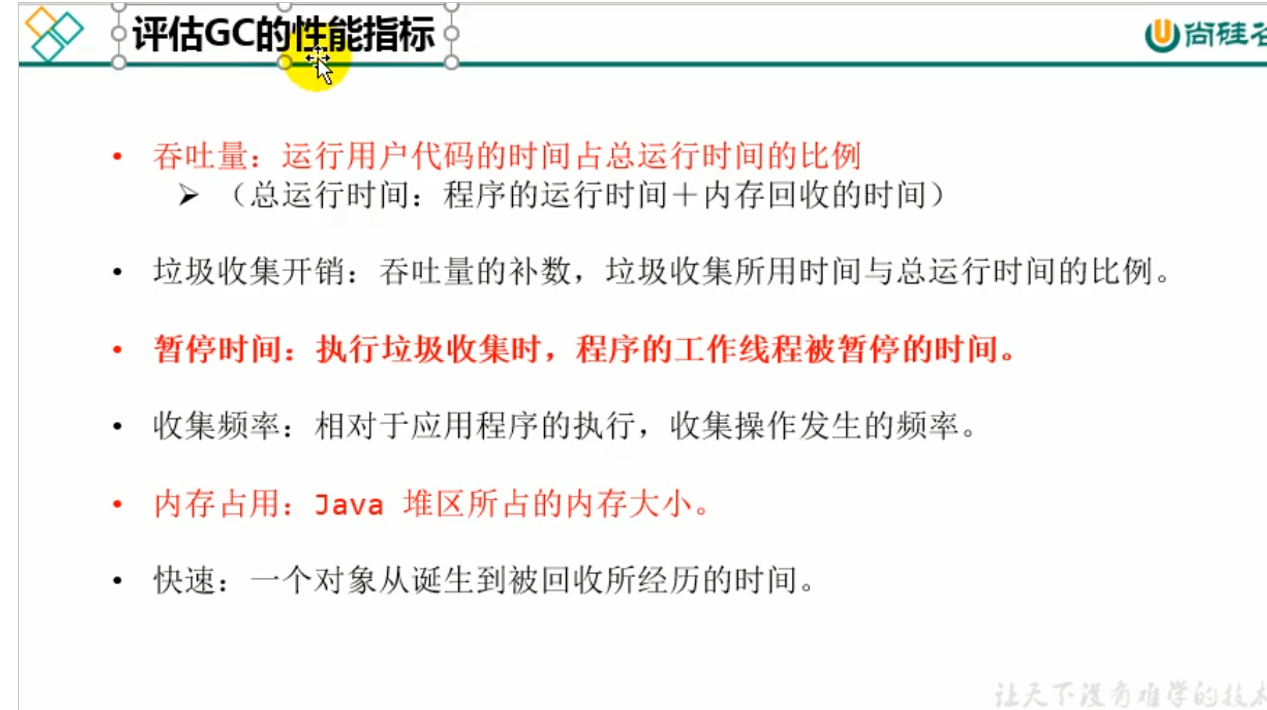 评估GC的性能指标
尚硅谷
• 吞吐量：运行用户代码的时间占总运行时间的比例
➢ （总运行时间：程序的运行时间＋内存回收的时间）
• 垃圾收集开销：吞吐量的补数，垃圾收集所用时间与总运行时间的比例。
• 暂停时间：执行垃圾收集时，程序的工作线程被暂停的时间。
• 收集频率：相对于应用程序的执行，收集操作发生的频率。
• 内存占用：Java 堆区所占的内存大小。
• 快速：一个对象从诞生到被回收所经历的时间。
让天下没有难学的技术